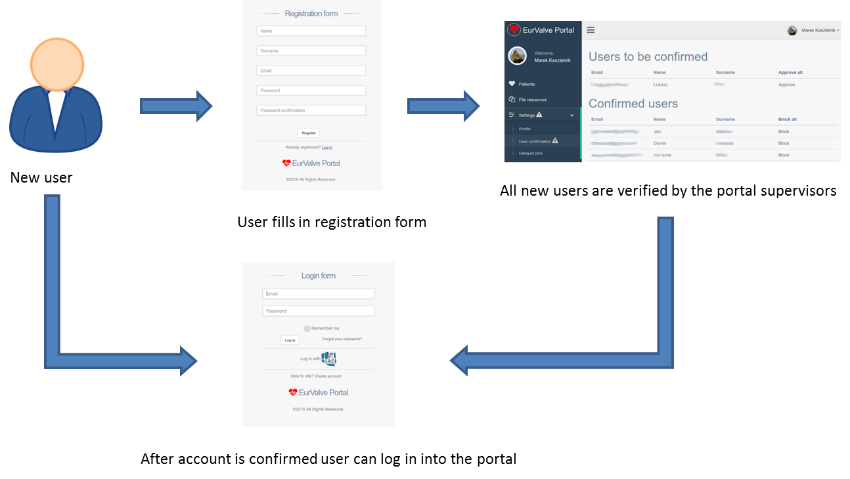 Registration form
Name
Surname
Email
Password
Password confirmation
Register
Already registered? Log in
EurValve Portal
©2016 All Rights Reserved.
EurValve Portal
Marek Kasztelnik
Welcome,
Marek Kasztelnik
Patients
File resources
Settings
Profile
User confirmation
Delayed jobs
Users to be confirmed
Email Name Surname Approve all
Lukasz Approve
Confirmed users
Email Name Surname Block all
Jan Block
Daniel Block
my name Block
New user
User fills in registration form
All new users are verified by the portal supervisors
Login form
Email
Password
Remember me
Log in Forgot your password?
Log in with
New to site? Create account
EurValve Portal
©2016 All Rights Reserved.
After account is confirmed user can log in into the portal